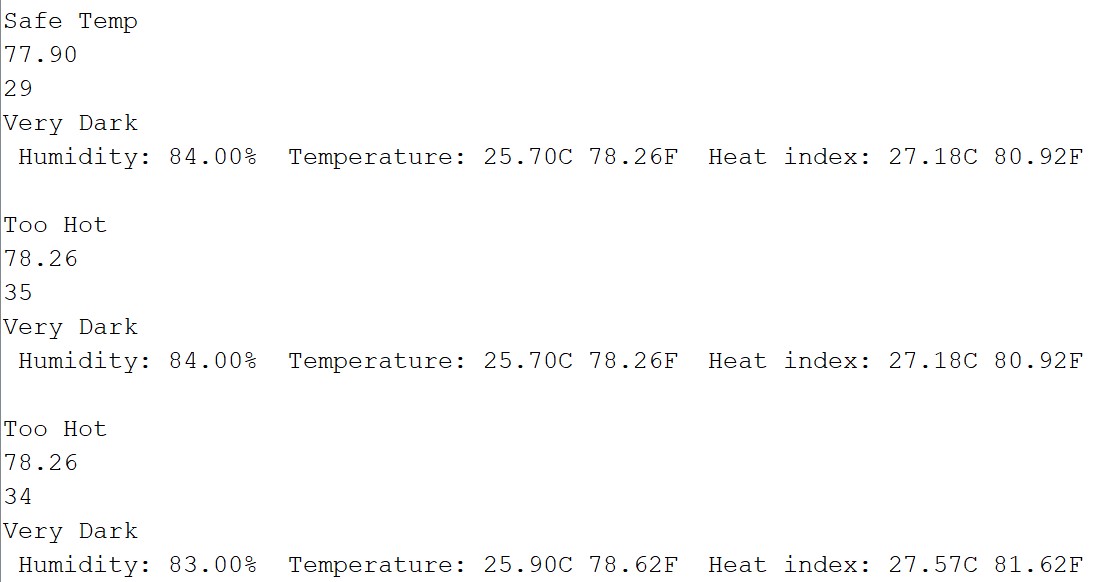 Safe Temp
77.90
29
Very Dark
Humidity: 84.00%  Temperature: 25.70C 78.26F  Heat index: 27.18C 80.92F
Too Hot
78.26
35
Very Dark
Humidity: 84.00%  Temperature: 25.70C 78.26F  Heat index: 27.18C 80.92F
Too Hot
78.26
34
Very Dark
Humidity: 83.00%  Temperature: 25.90C 78.62F  Heat index: 27.57C 81.62F